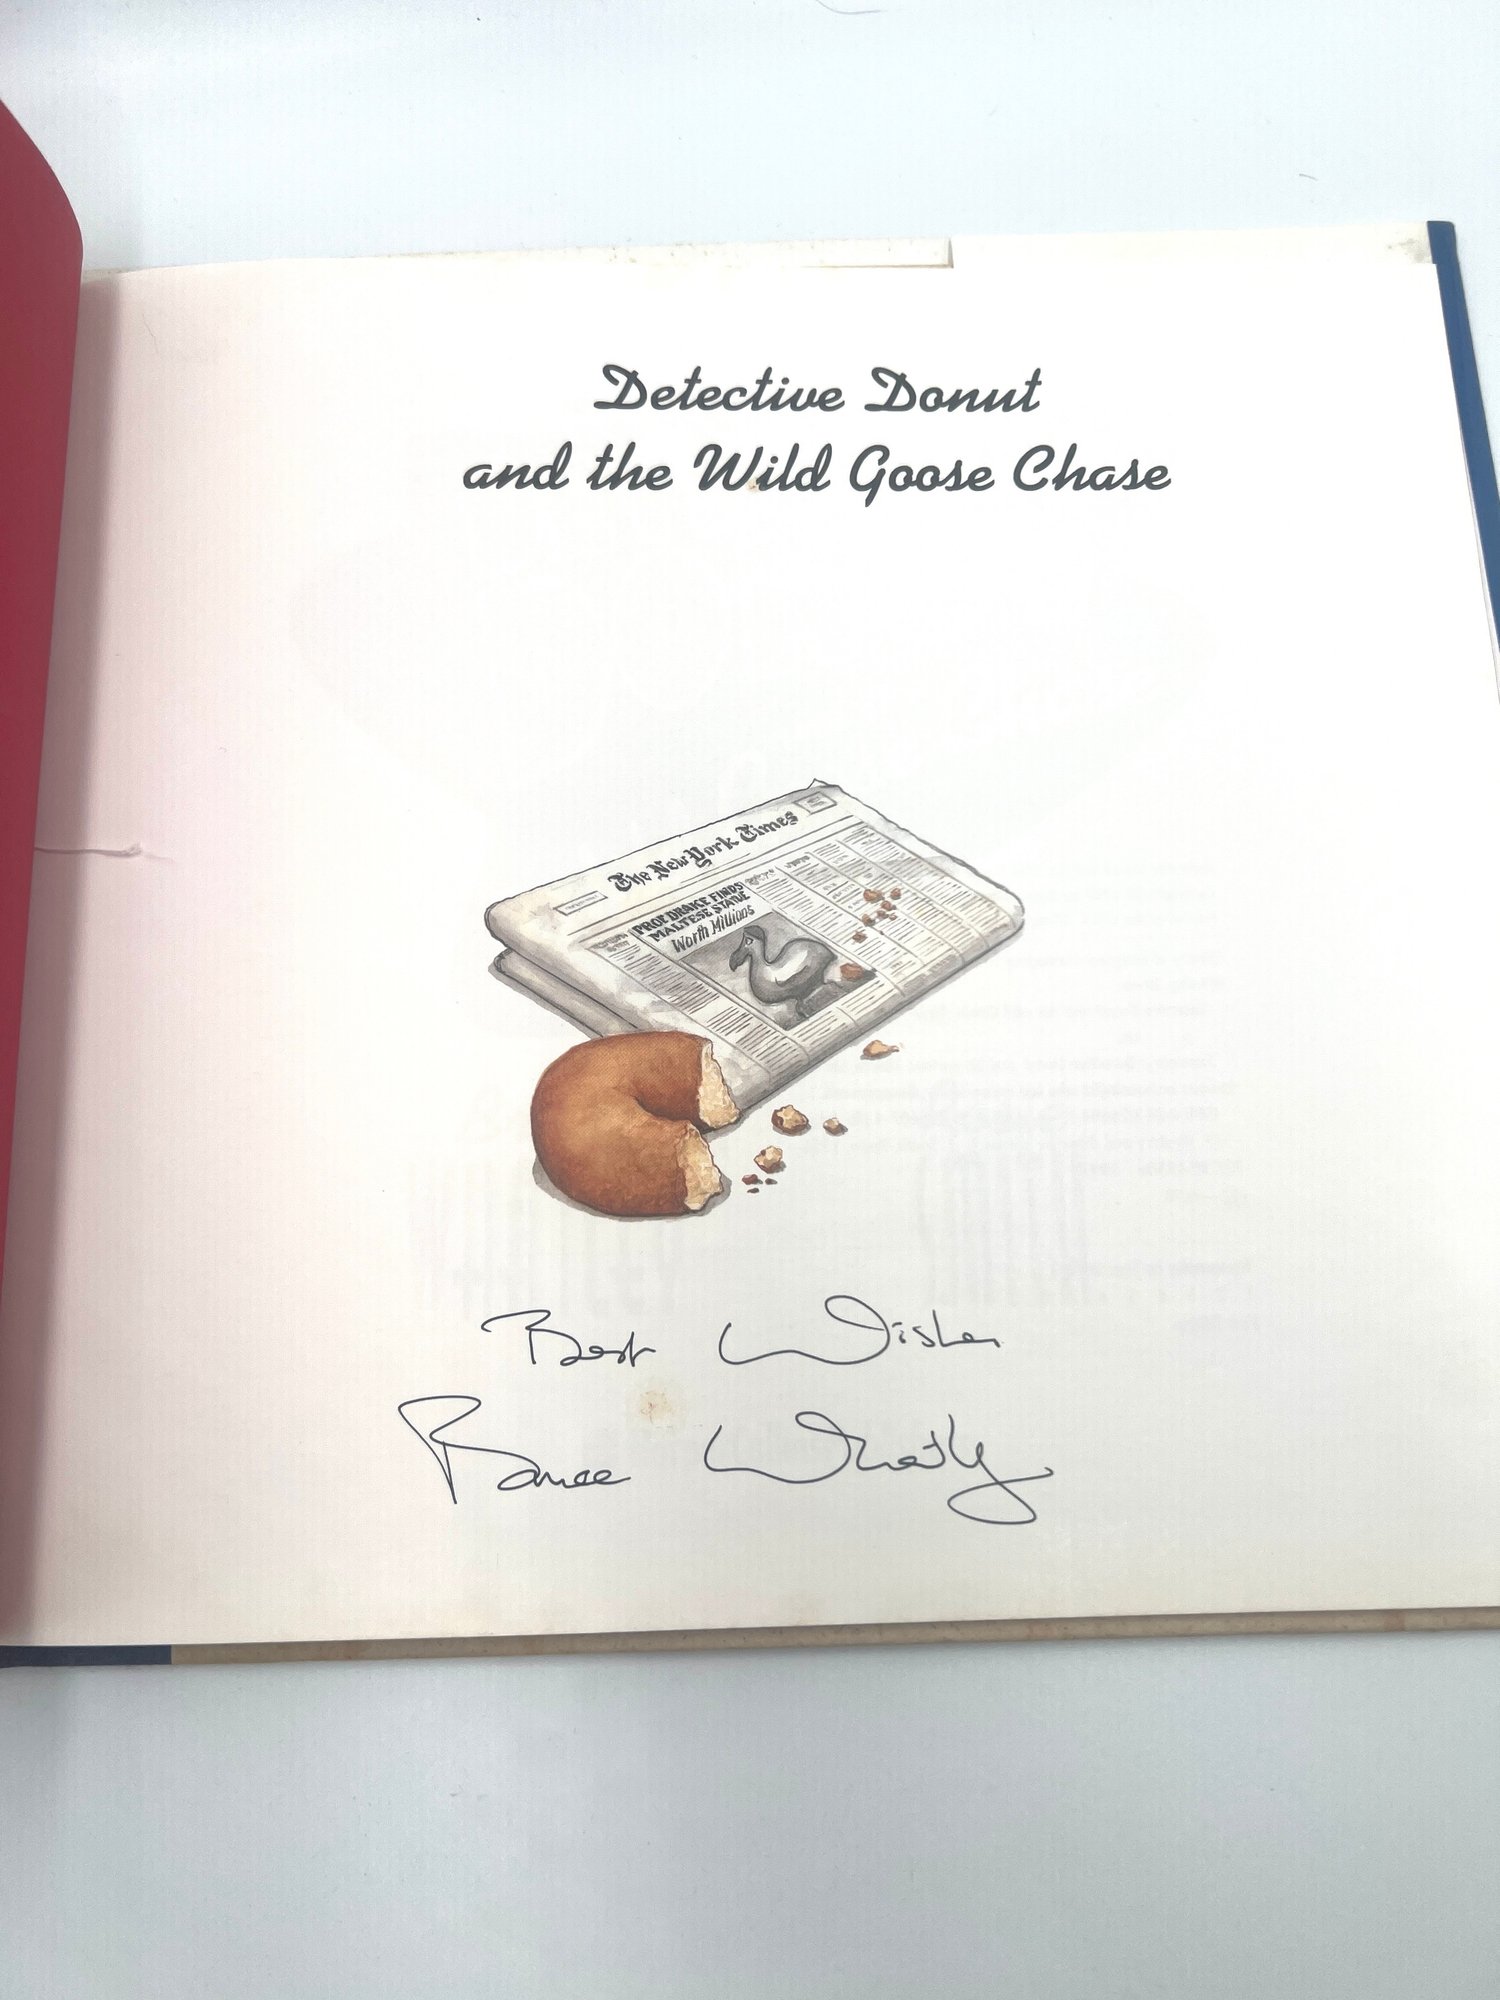 Detective Donut
and the Wild Goose Chase
The New York Times
PROF DRAKE FINDS
MALTESE STATUE
Worth Millions
Best Wishes
Bruce Whatley